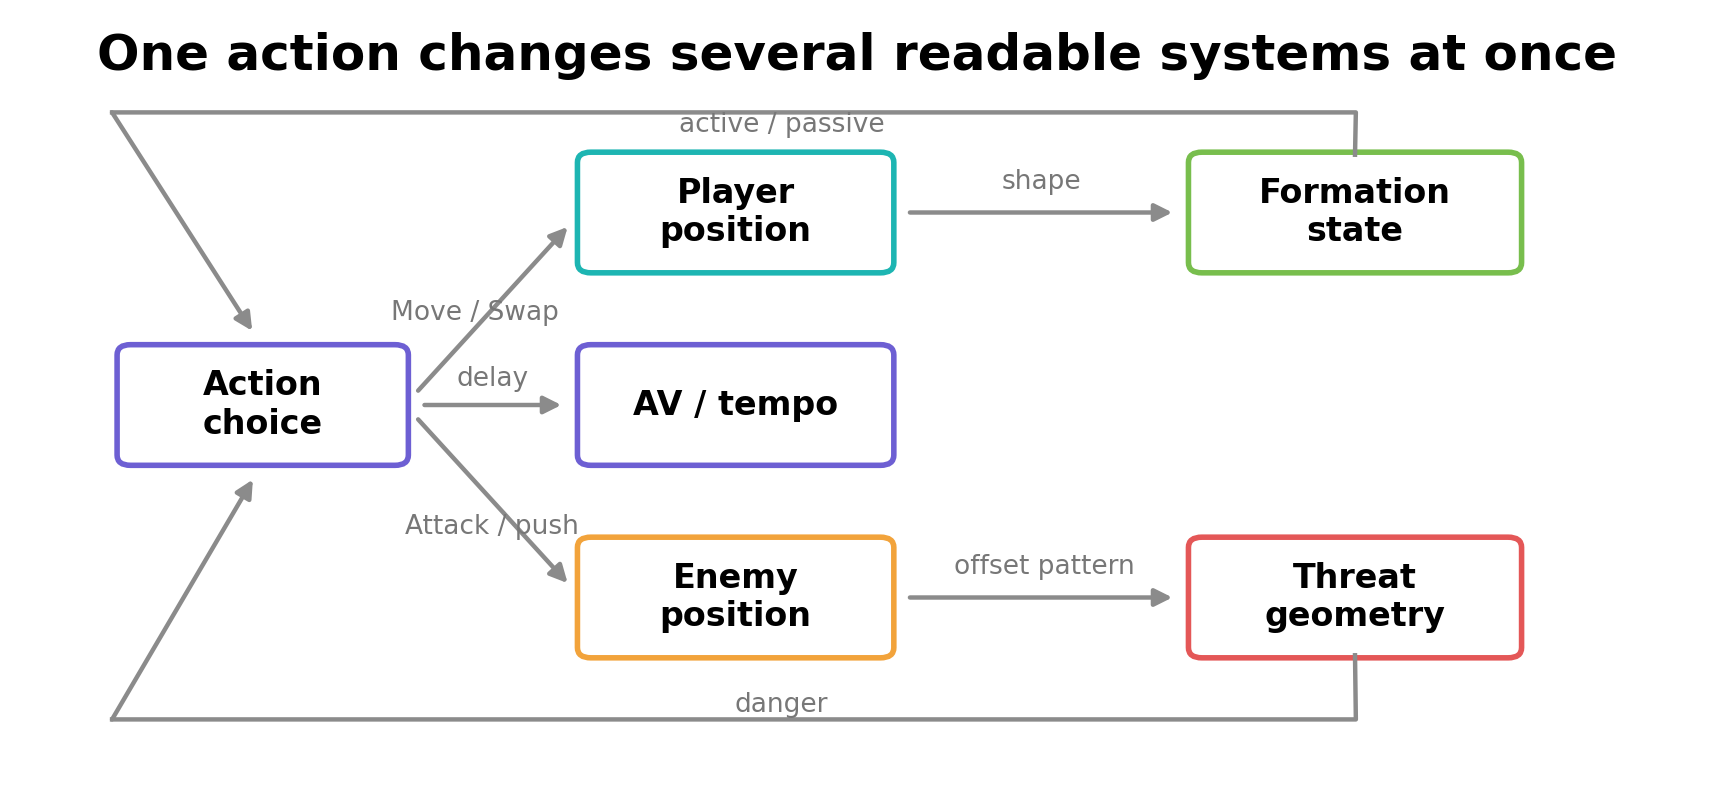 One action changes several readable systems at once
active / passive
Player
position
shape
Formation
state
Move / Swap
Action
choice
delay
AV / tempo
Attack / push
Enemy
position
offset pattern
Threat
geometry
danger